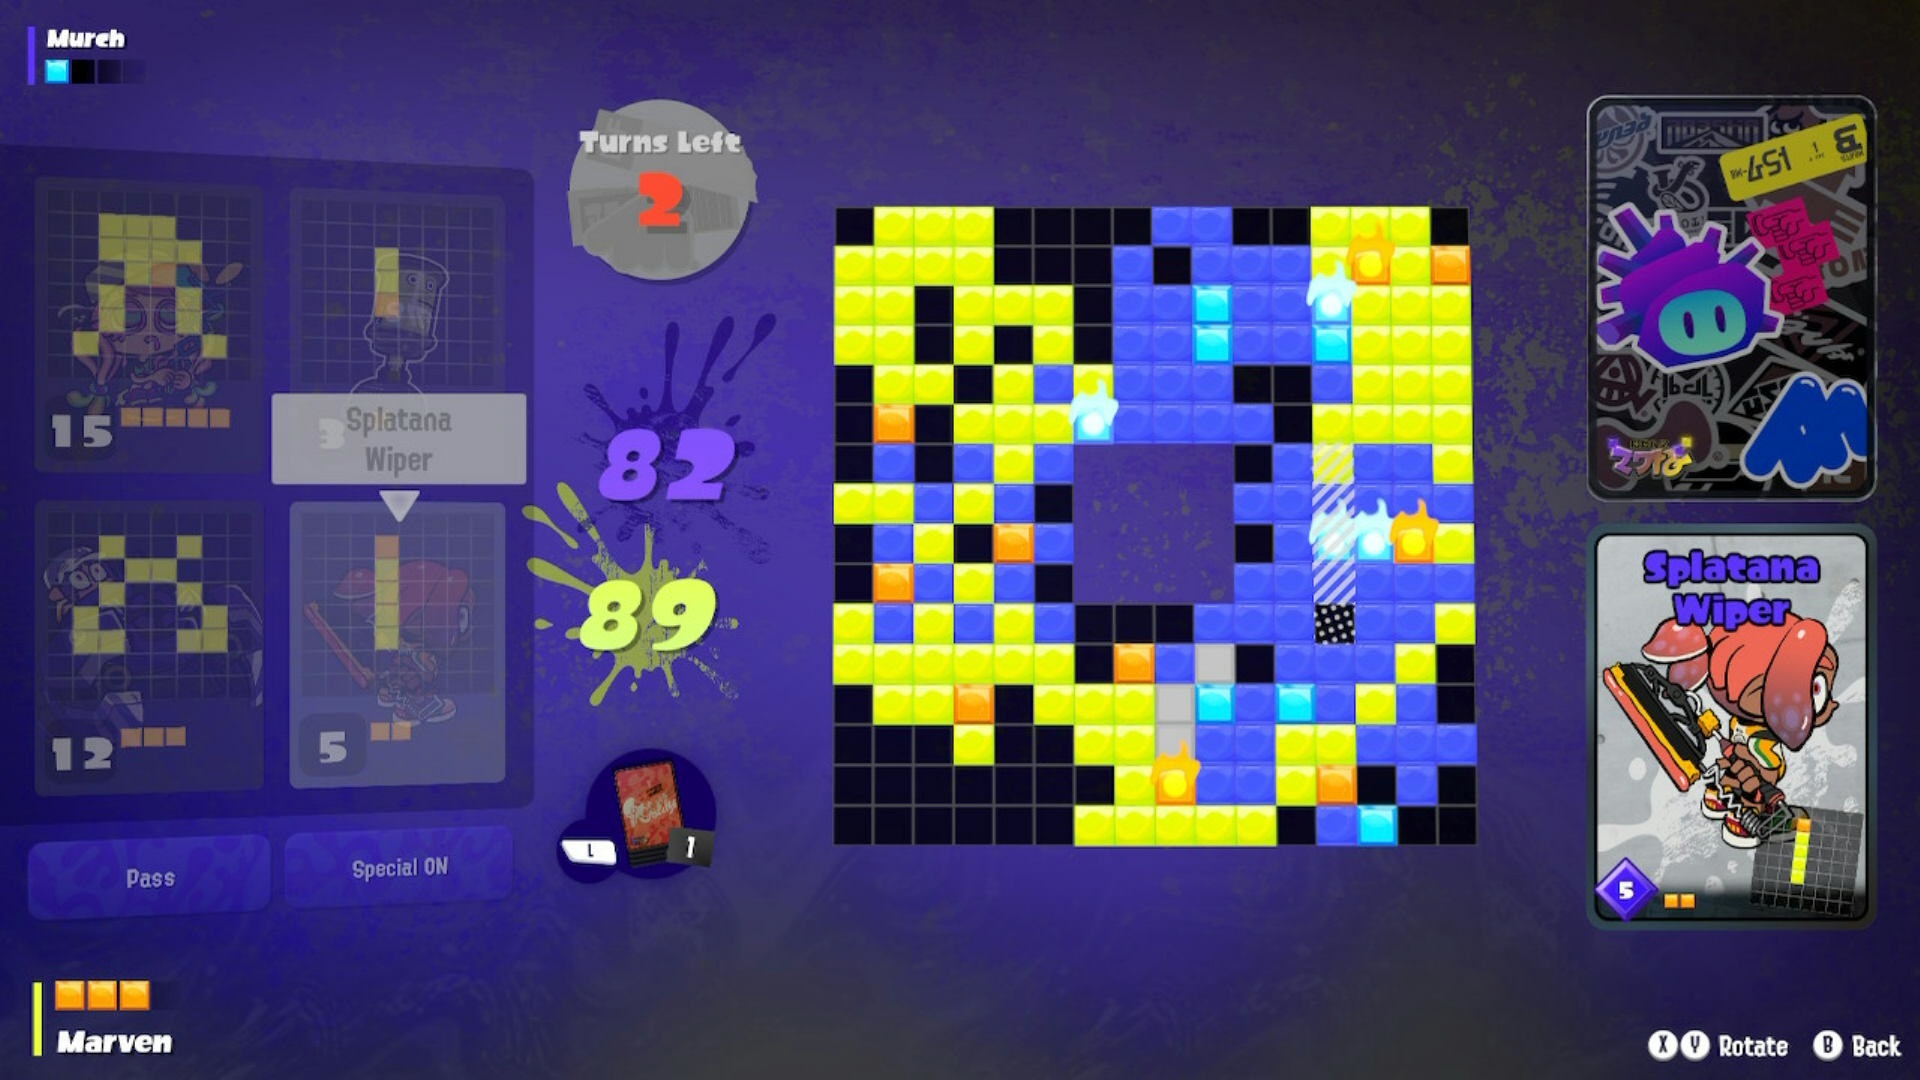 Murch
Turns Left
2
15
3
Splatana
Wiper
82
89
12
5
L
1
Pass
Special ON
Marven
Splatana
Wiper
5
X Y Rotate
B Back